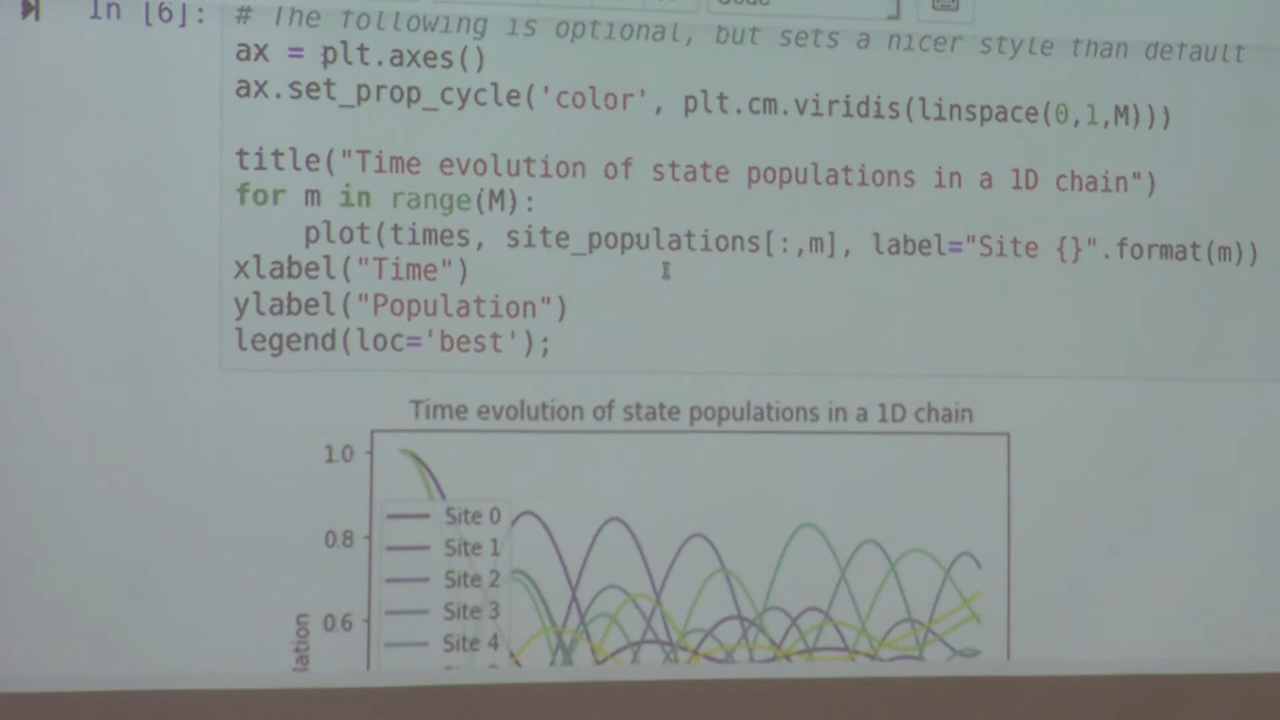 In [6]:
# The following is optional, but sets a nicer style than default
ax = plt.axes()
ax.set_prop_cycle('color', plt.cm.viridis(linspace(0,1,M)))
title("Time evolution of state populations in a 1D chain")
for m in range(M):
plot(times, site_populations[:,m], label="Site {}".format(m))
xlabel("Time")
ylabel("Population")
legend(loc='best');
Time evolution of state populations in a 1D chain
1.0
0.8
0.6
lation
Site 0
Site 1
Site 2
Site 3
Site 4